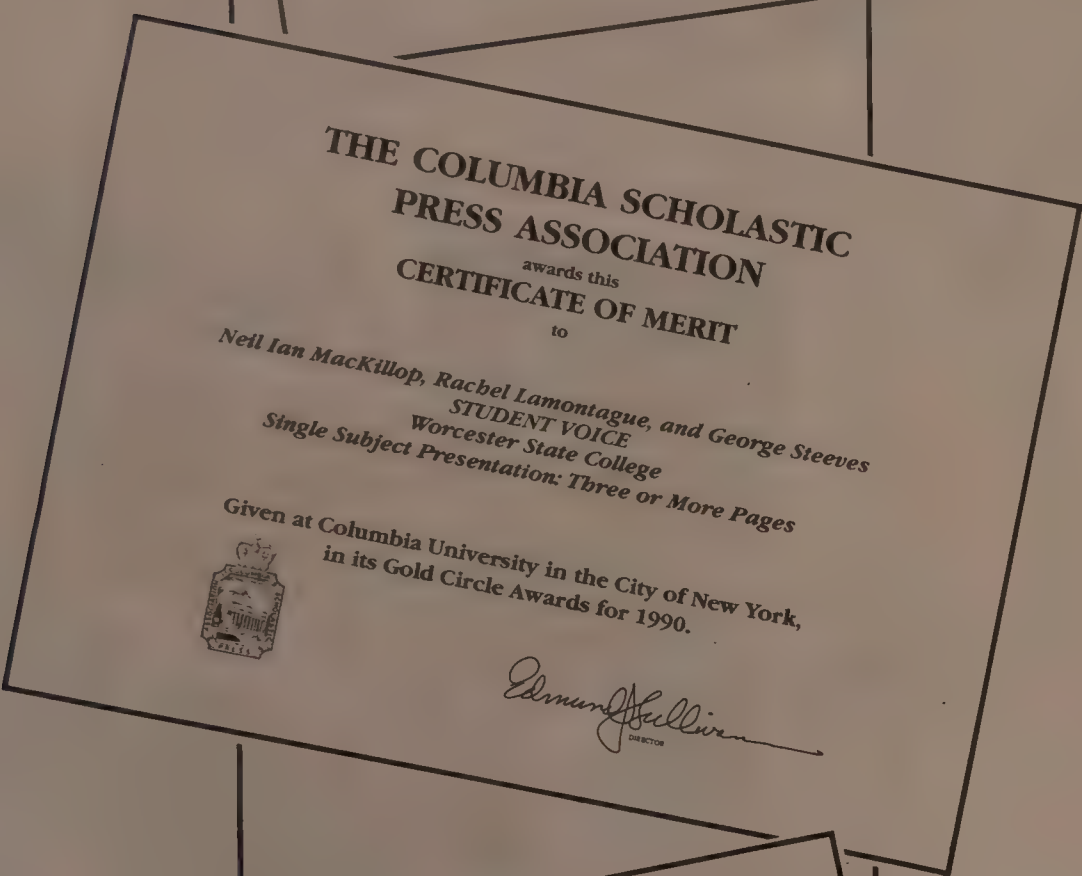 THE COLUMBIA SCHOLASTIC
PRESS ASSOCIATION
awards this
CERTIFICATE OF MERIT
to
Neil Ian MacKillop, Rachel Lamontague, and George Steeves
STUDENT VOICE
Worcester State College
Single Subject Presentation: Three or More Pages
Given at Columbia University in the City of New York,
in its Gold Circle Awards for 1990.
Edmund J Sullivan
DIRECTOR